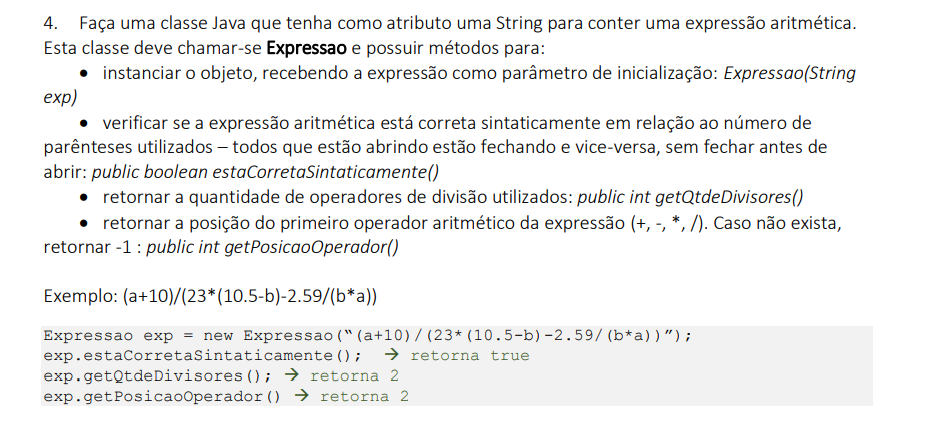 4. Faça uma classe Java que tenha como atributo uma String para conter uma expressão aritmética.
Esta classe deve chamar-se Expressao e possuir métodos para:
• instanciar o objeto, recebendo a expressão como parâmetro de inicialização: Expressao(String
exp)
• verificar se a expressão aritmética está correta sintaticamente em relação ao número de
parênteses utilizados – todos que estão abrindo estão fechando e vice-versa, sem fechar antes de
abrir: public boolean estaCorretaSintaticamente()
• retornar a quantidade de operadores de divisão utilizados: public int getQtdeDivisores()
• retornar a posição do primeiro operador aritmético da expressão (+, -, *, /). Caso não exista,
retornar -1 : public int getPosicaoOperador()
Exemplo: (a+10)/(23*(10.5-b)-2.59/(b*a))
Expressao exp = new Expressao(“(a+10)/(23*(10.5-b)-2.59/(b*a))”);
exp.estaCorretaSintaticamente(); → retorna true
exp.getQtdeDivisores(); → retorna 2
exp.getPosicaoOperador() → retorna 2